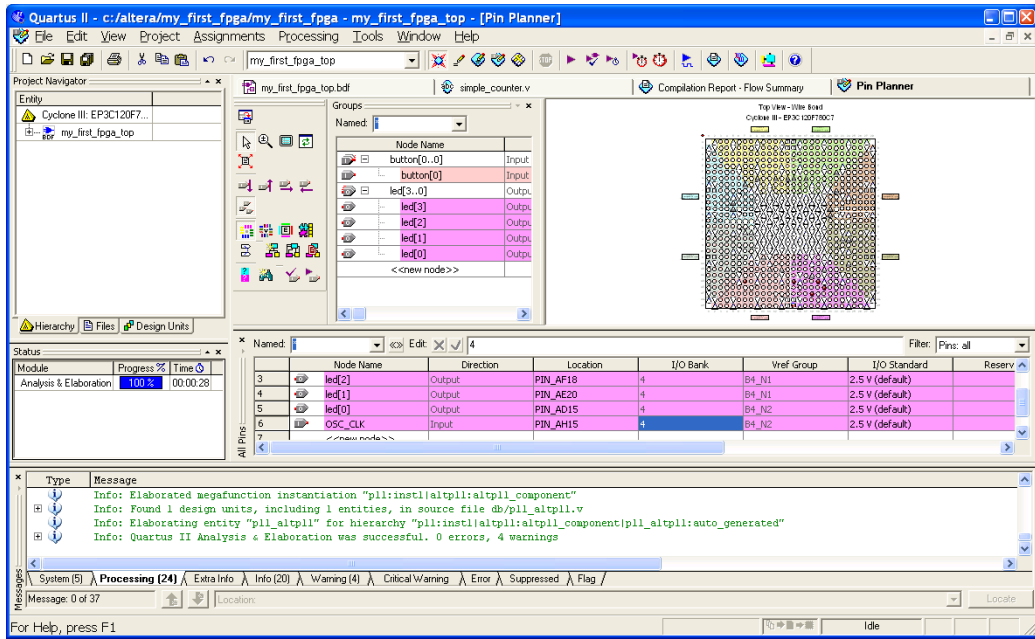 Quartus II - c:/altera/my_first_fpga/my_first_fpga - my_first_fpga_top - [Pin Planner]
File Edit View Project Assignments Processing Tools Window Help
my_first_fpga_top
Project Navigator
Entity
Cyclone III: EP3C120F7...
my_first_fpga_top
Hierarchy Files Design Units
my_first_fpga_top.bdf simple_counter.v Compilation Report - Flow Summary Pin Planner
Groups
Named: *
Node Name
button[0..0] Input
button[0] Input
led[3..0] Outpu
led[3] Outpu
led[2] Outpu
led[1] Outpu
led[0] Outpu
<<new node>>
Top View - Wire Bond
Cyclone III - EP3C120F780C7
Status
Module Progress % Time
Analysis & Elaboration 100 % 00:00:28
Named: * Edit: 4 Filter: Pins: all
Node Name Direction Location I/O Bank Vref Group I/O Standard Reserv
3 led[2] Output PIN_AF18 4 B4_N1 2.5 V (default)
4 led[1] Output PIN_AE20 4 B4_N1 2.5 V (default)
5 led[0] Output PIN_AD15 4 B4_N2 2.5 V (default)
6 OSC_CLK Input PIN_AH15 4 B4_N2 2.5 V (default)
7 <<new node>>
All Pins
Type Message
Info: Elaborated megafunction instantiation "pll:inst1|altpll:altpll_component"
Info: Found 1 design units, including 1 entities, in source file db/pll_altpll.v
Info: Elaborating entity "pll_altpll" for hierarchy "pll:inst1|altpll:altpll_component|pll_altpll:auto_generated"
Info: Quartus II Analysis & Elaboration was successful. 0 errors, 4 warnings
System (5) Processing (24) Extra Info Info (20) Warning (4) Critical Warning Error Suppressed Flag
Messages
Message: 0 of 37 Location: Locate
For Help, press F1 Idle